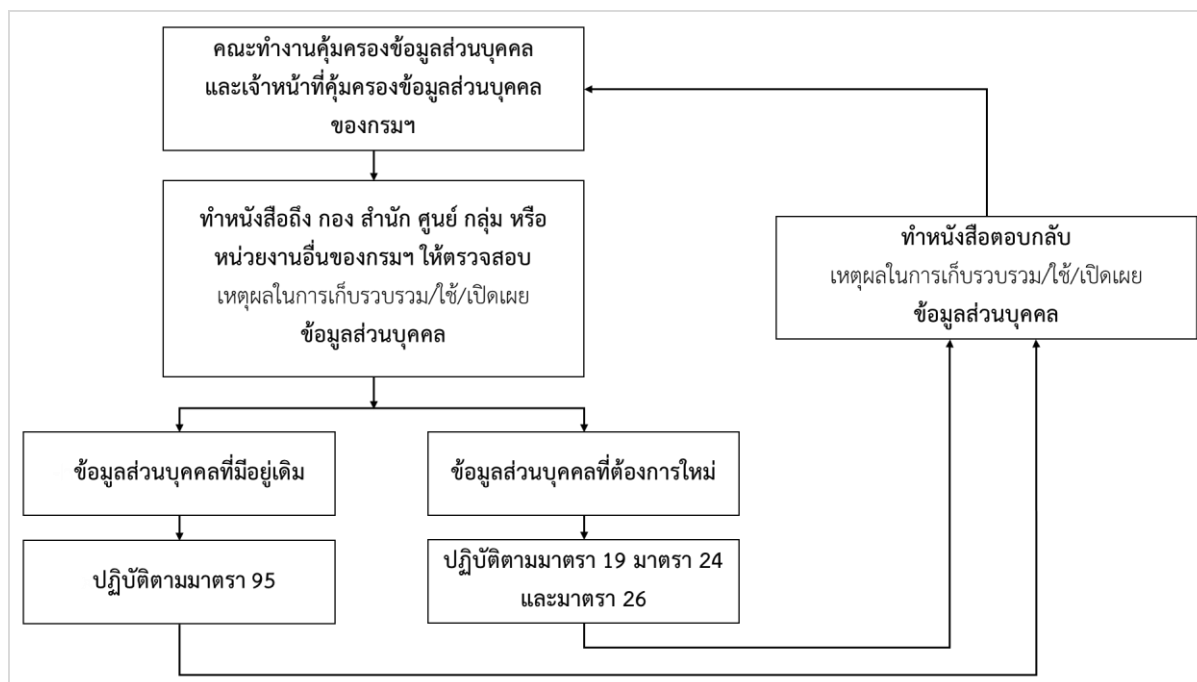 คณะทำงานคุ้มครองข้อมูลส่วนบุคคล
และเจ้าหน้าที่คุ้มครองข้อมูลส่วนบุคคล
ของกรมฯ
ทำหนังสือถึง กอง สำนัก ศูนย์ กลุ่ม หรือ
หน่วยงานอื่นของกรมฯ ให้ตรวจสอบ
เหตุผลในการเก็บรวบรวม/ใช้/เปิดเผย
ข้อมูลส่วนบุคคล
ทำหนังสือตอบกลับ
เหตุผลในการเก็บรวบรวม/ใช้/เปิดเผย
ข้อมูลส่วนบุคคล
ข้อมูลส่วนบุคคลที่มีอยู่เดิม
ข้อมูลส่วนบุคคลที่ต้องการใหม่
ปฏิบัติตามมาตรา 95
ปฏิบัติตามมาตรา 19 มาตรา 24
และมาตรา 26